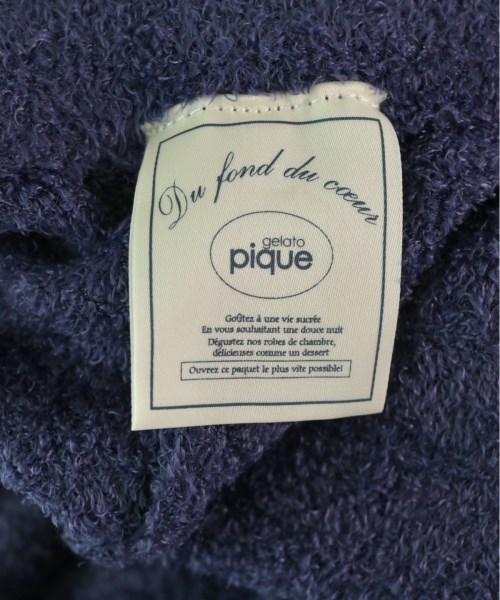 Du fond du cœur
gelato
pique
Goûtez à une vie sucrée
En vous souhaitant une douce nuit
Dégustez nos robes de chambre,
délicieuses comme un dessert
Ouvrez ce paquet le plus vite possible!